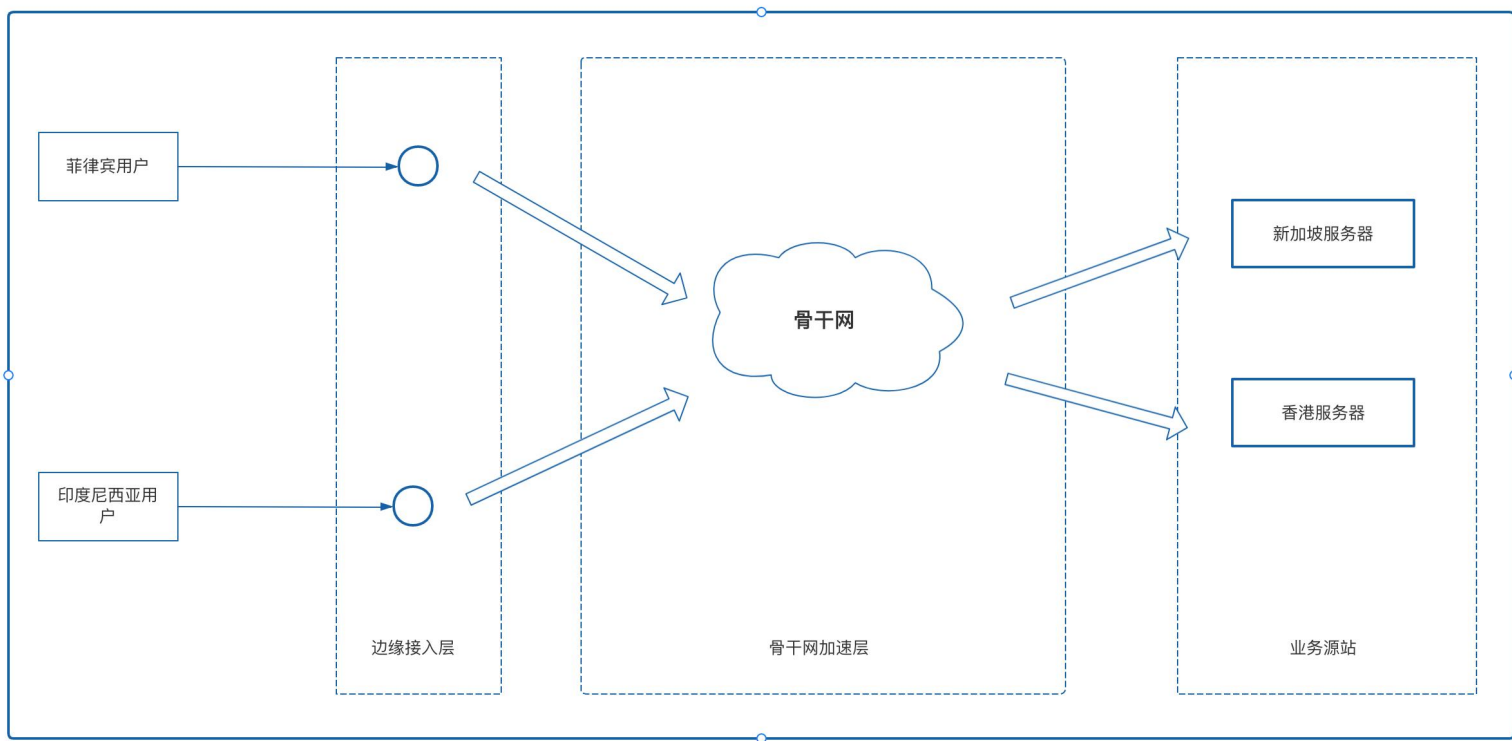 菲律宾用户
新加坡服务器
骨干网
香港服务器
印度尼西亚用
户
边缘接入层
骨干网加速层
业务源站